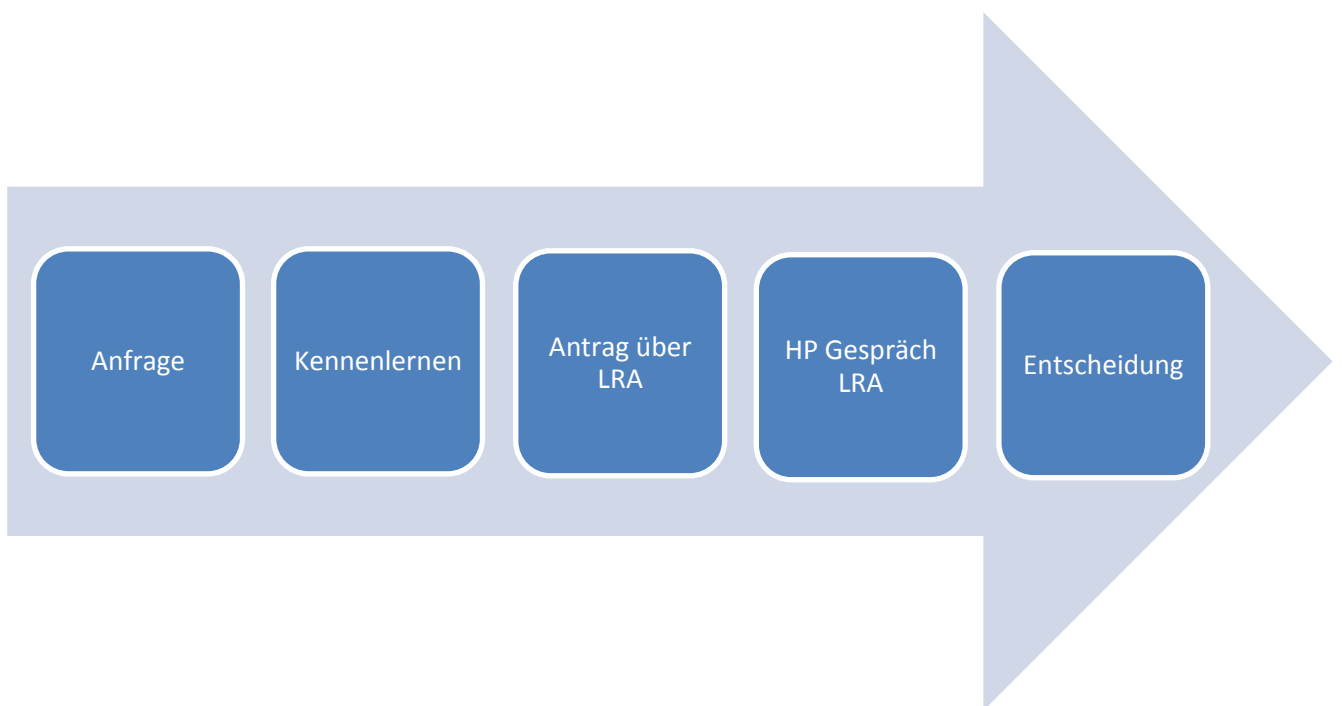 Anfrage
Kennenlernen
Antrag über
LRA
HP Gespräch
LRA
Entscheidung